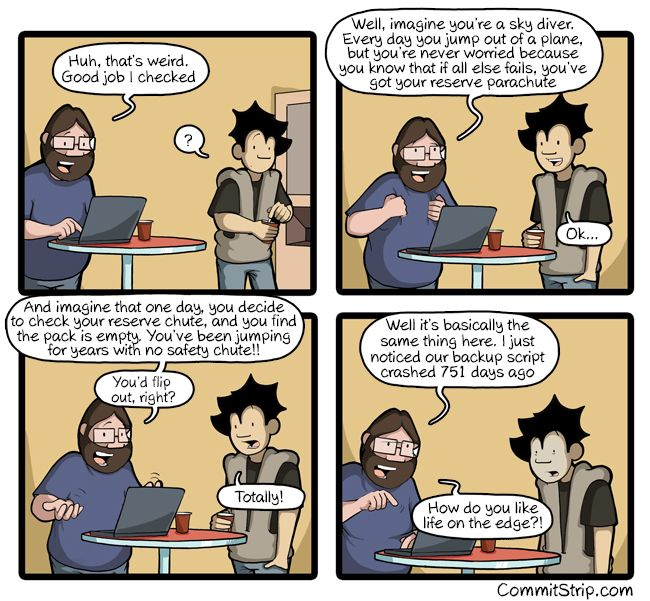 Huh, that's weird.
Good job I checked
?
Well, imagine you're a sky diver.
Every day you jump out of a plane,
but you're never worried because
you know that if all else fails, you've
got your reserve parachute
Ok...
And imagine that one day, you decide
to check your reserve chute, and you find
the pack is empty. You've been jumping
for years with no safety chute!!
You'd flip
out, right?
Totally!
Well it's basically the
same thing here. I just
noticed our backup script
crashed 751 days ago
How do you like
life on the edge?!
CommitStrip.com